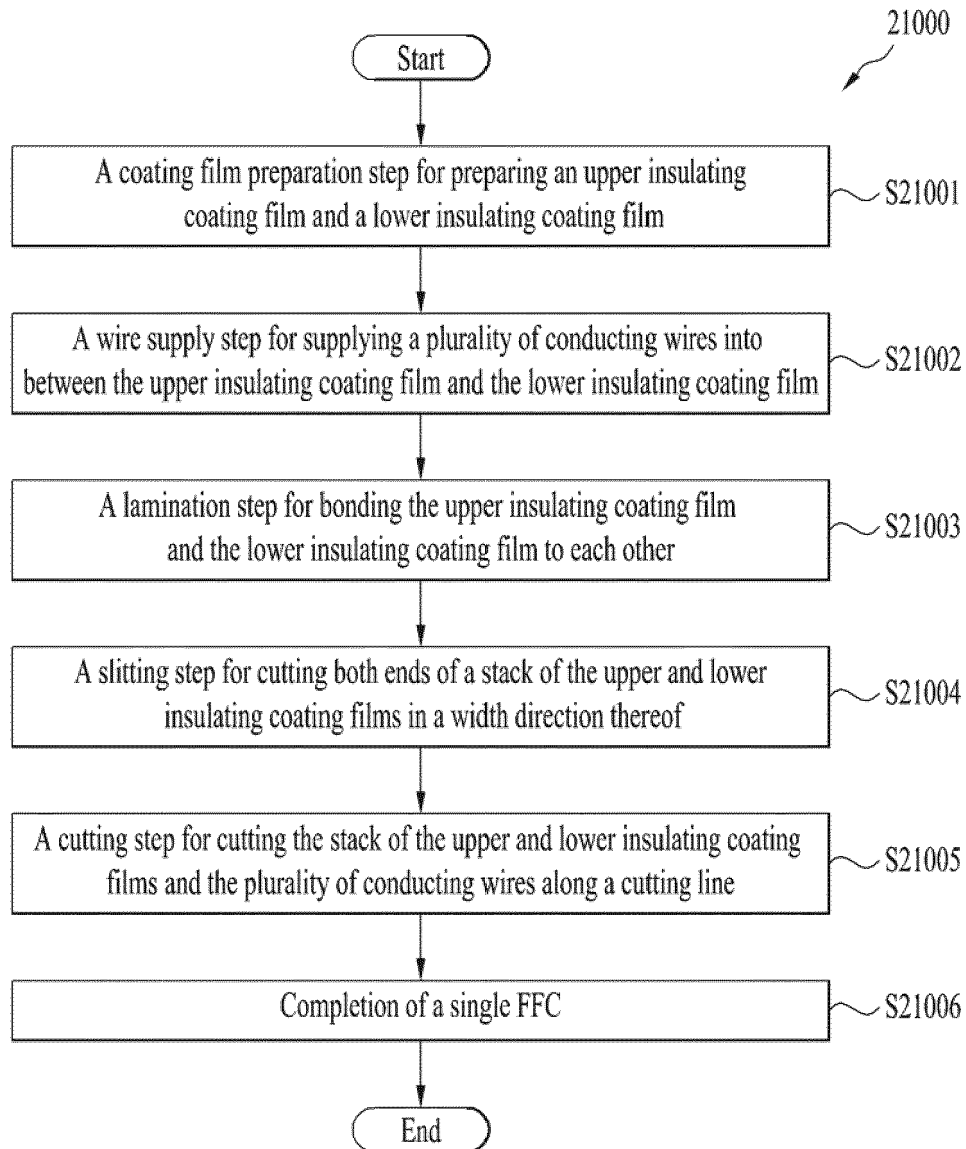 21000
Start
A coating film preparation step for preparing an upper insulating
coating film and a lower insulating coating film
S21001
A wire supply step for supplying a plurality of conducting wires into
between the upper insulating coating film and the lower insulating coating film
S21002
A lamination step for bonding the upper insulating coating film
and the lower insulating coating film to each other
S21003
A slitting step for cutting both ends of a stack of the upper and lower
insulating coating films in a width direction thereof
S21004
A cutting step for cutting the stack of the upper and lower insulating coating
films and the plurality of conducting wires along a cutting line
S21005
Completion of a single FFC
S21006
End